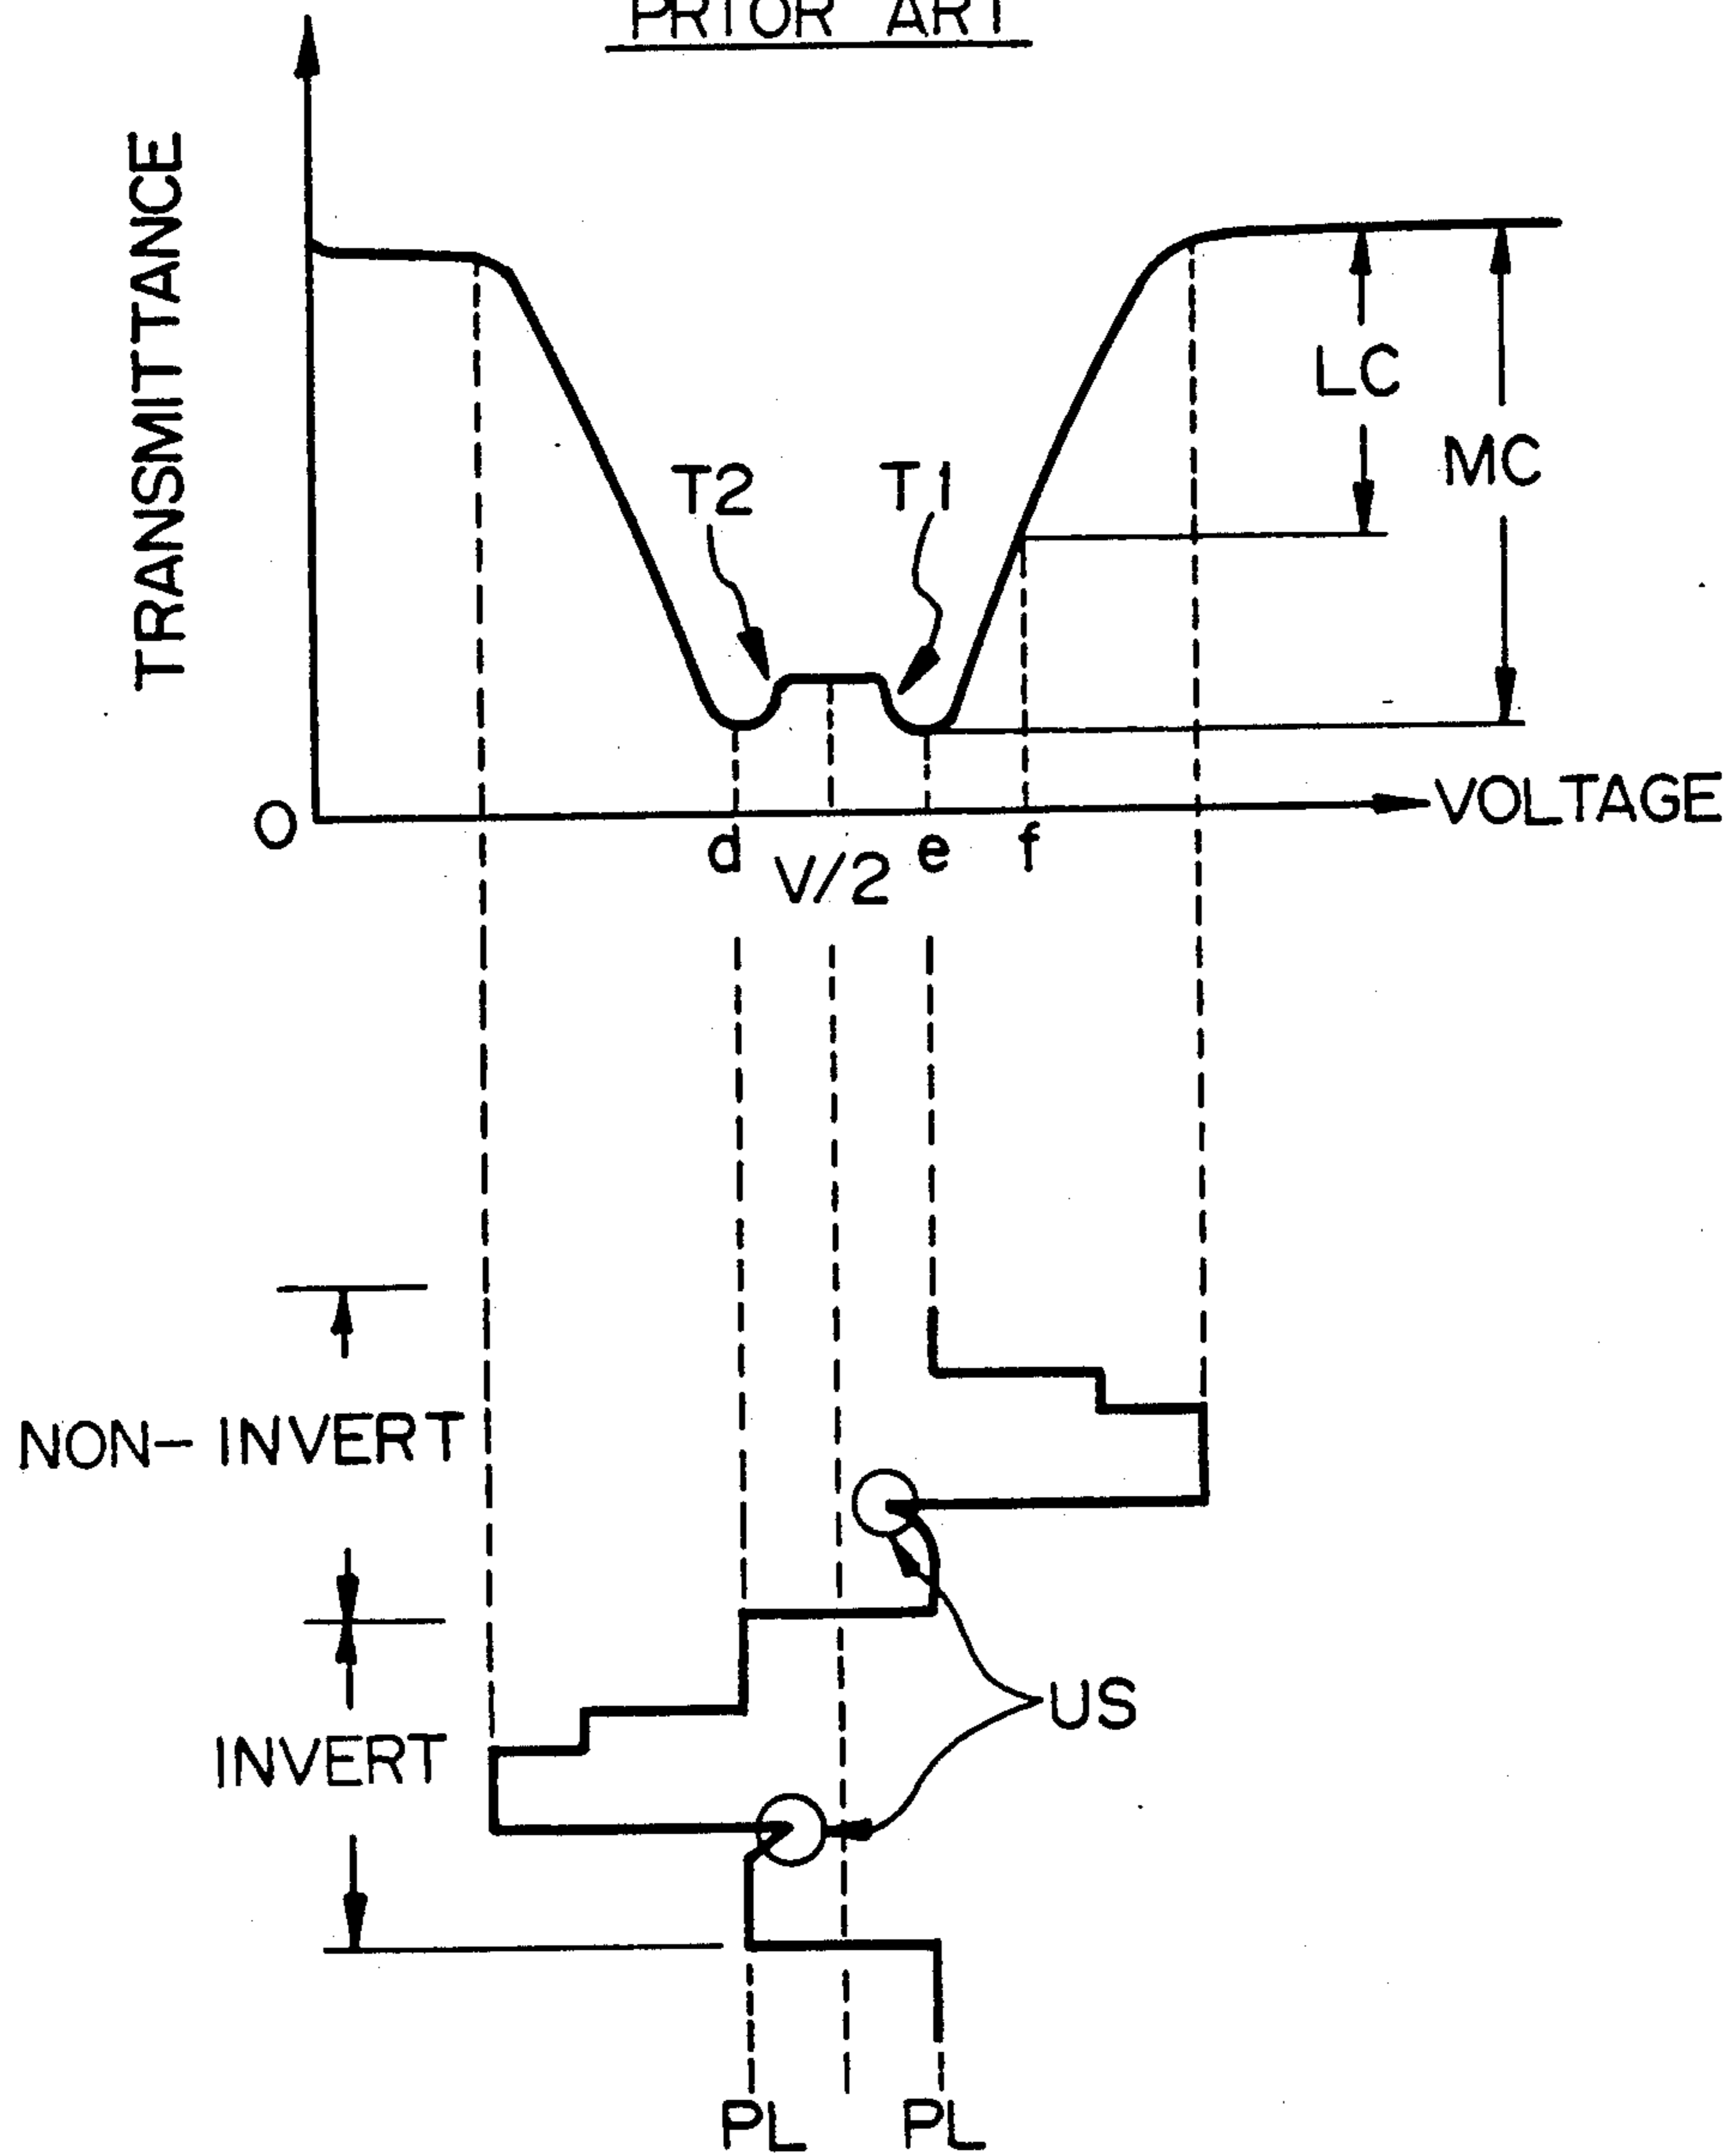 PRIOR ART
TRANSMITTANCE
LC
MC
T2
T1
O
VOLTAGE
d
V/2
e
f
NON-INVERT
US
INVERT
PL
PL